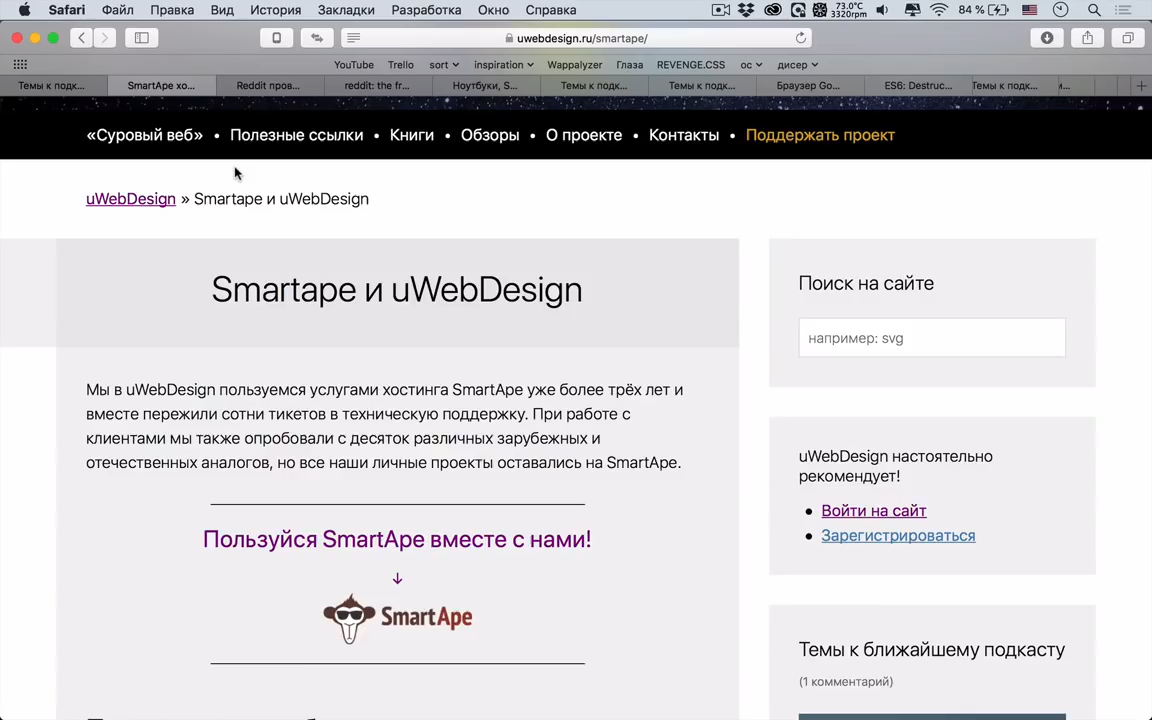 Safari Файл Правка Вид История Закладки Разработка Окно Справка
73.0°C
3320rpm
84 %
uwebdesign.ru/smartape/
YouTube Trello sort inspiration Wappalyzer Глаза REVENGE.CSS ос дисер
Темы к подк... SmartApe хо... Reddit пров... reddit: the fr... Ноутбуки, S... Темы к подк... Темы к подк... Браузер Go... ES6: Destruc... Темы к подк...
«Суровый веб» • Полезные ссылки • Книги • Обзоры • О проекте • Контакты • Поддержать проект
uWebDesign » Smartape и uWebDesign
Smartape и uWebDesign
Мы в uWebDesign пользуемся услугами хостинга SmartApe уже более трёх лет и
вместе пережили сотни тикетов в техническую поддержку. При работе с
клиентами мы также опробовали с десяток различных зарубежных и
отечественных аналогов, но все наши личные проекты оставались на SmartApe.
Пользуйся SmartApe вместе с нами!
↓
SmartApe
Поиск на сайте
например: svg
uWebDesign настоятельно
рекомендует!
• Войти на сайт
• Зарегистрироваться
Темы к ближайшему подкасту
(1 комментарий)